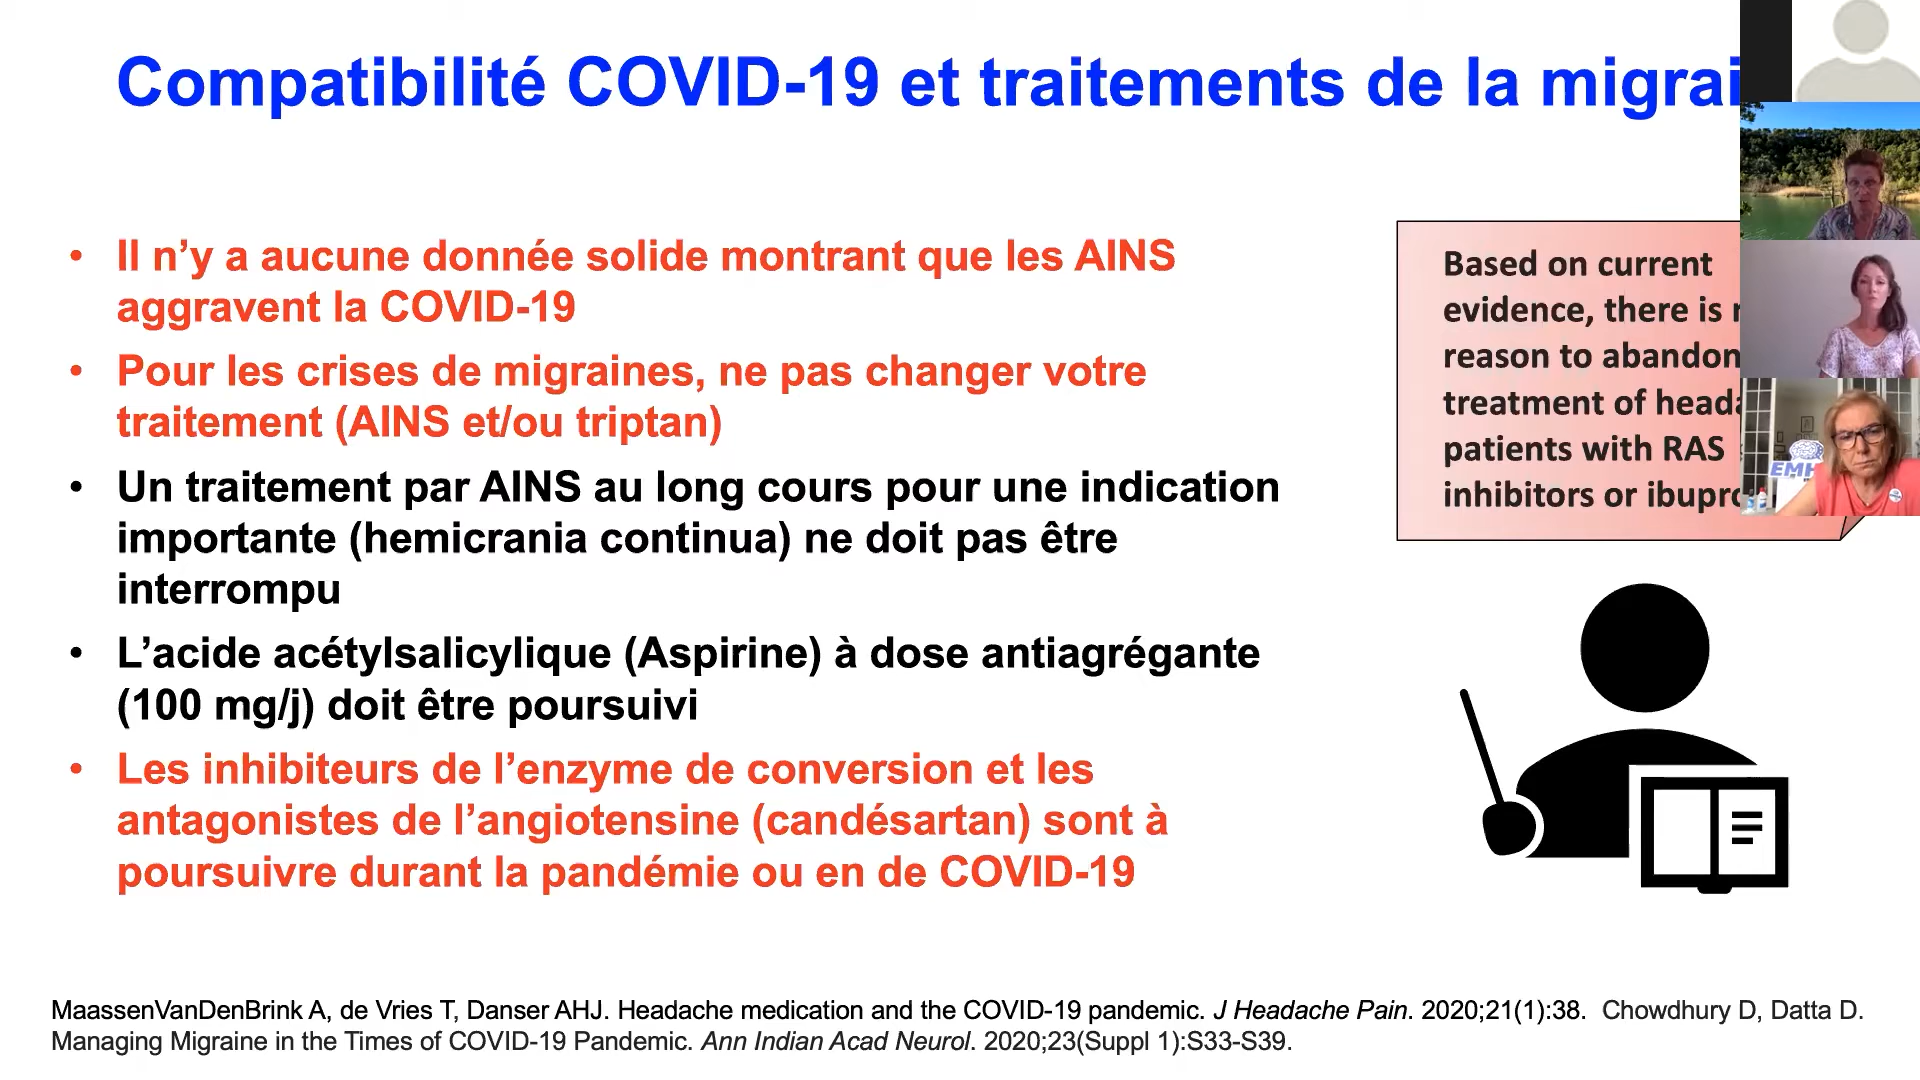 Compatibilité COVID-19 et traitements de la migrai
• Il n’y a aucune donnée solide montrant que les AINS
aggravent la COVID-19
• Pour les crises de migraines, ne pas changer votre
traitement (AINS et/ou triptan)
• Un traitement par AINS au long cours pour une indication
importante (hemicrania continua) ne doit pas être
interrompu
• L’acide acétylsalicylique (Aspirine) à dose antiagrégante
(100 mg/j) doit être poursuivi
• Les inhibiteurs de l’enzyme de conversion et les
antagonistes de l’angiotensine (candésartan) sont à
poursuivre durant la pandémie ou en de COVID-19
Based on current
evidence, there is
reason to abandon
treatment of heada
patients with RAS
inhibitors or ibupro
EMH
MaassenVanDenBrink A, de Vries T, Danser AHJ. Headache medication and the COVID-19 pandemic. J Headache Pain. 2020;21(1):38. Chowdhury D, Datta D.
Managing Migraine in the Times of COVID-19 Pandemic. Ann Indian Acad Neurol. 2020;23(Suppl 1):S33-S39.